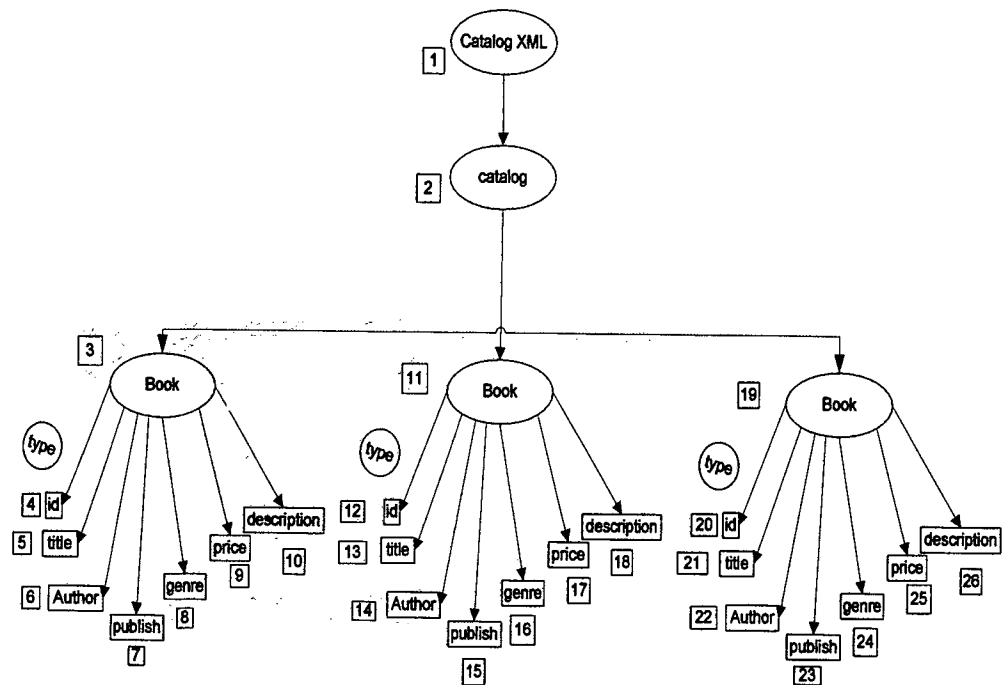 Catalog XML
1
catalog
2
3
Book
11
Book
19
Book
type
type
type
4 id
5 title
6 Author
publish
7
genre
8
price
9
description
10
12 id
13 title
14 Author
publish
15
genre
16
price
17
description
18
20 id
21 title
22 Author
publish
23
genre
24
price
25
description
26